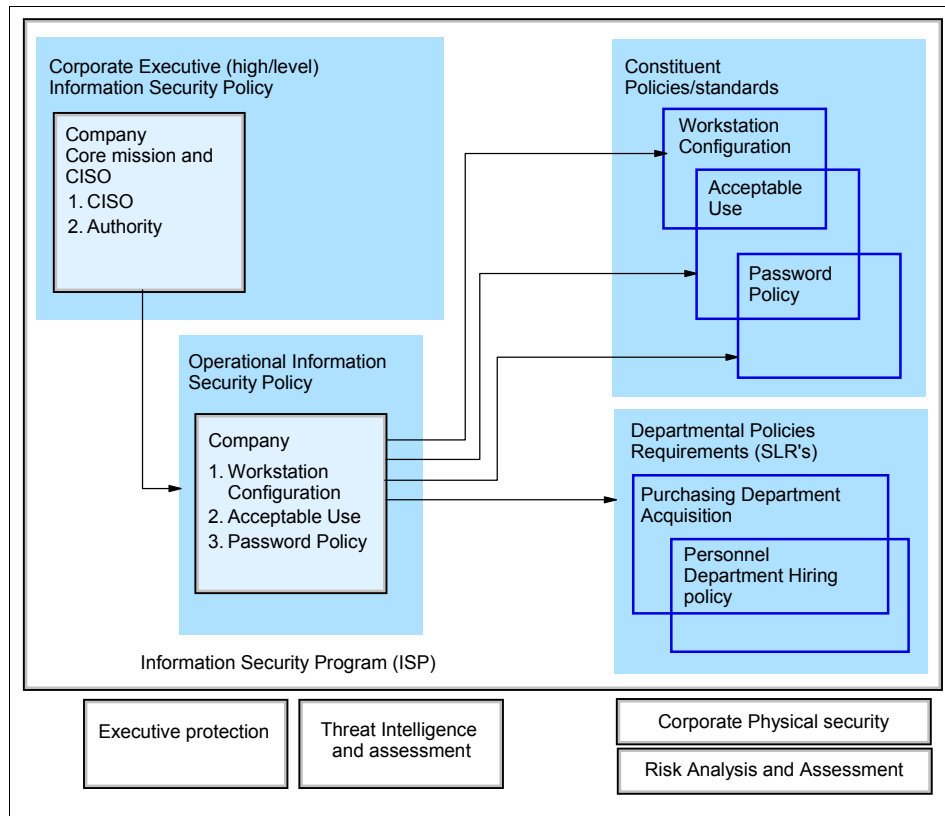 Corporate Executive (high/level)
Information Security Policy
Company
Core mission and
CISO
1. CISO
2. Authority
Operational Information
Security Policy
Company
1. Workstation
Configuration
2. Acceptable Use
3. Password Policy
Information Security Program (ISP)
Constituent
Policies/standards
Workstation
Configuration
Acceptable
Use
Password
Policy
Departmental Policies
Requirements (SLR's)
Purchasing Department
Acquisition
Personnel
Department Hiring
policy
Executive protection
Threat Intelligence
and assessment
Corporate Physical security
Risk Analysis and Assessment